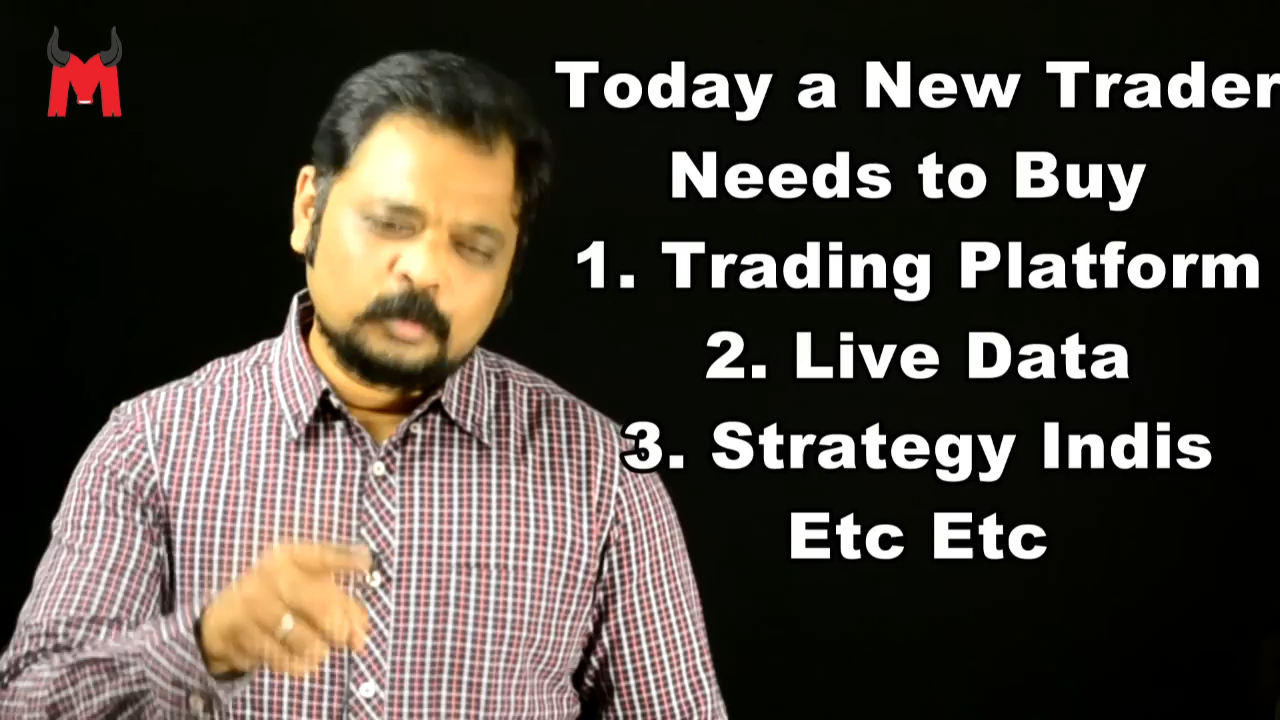 M
Today a New Trader
Needs to Buy
1. Trading Platform
2. Live Data
3. Strategy Indis
Etc Etc